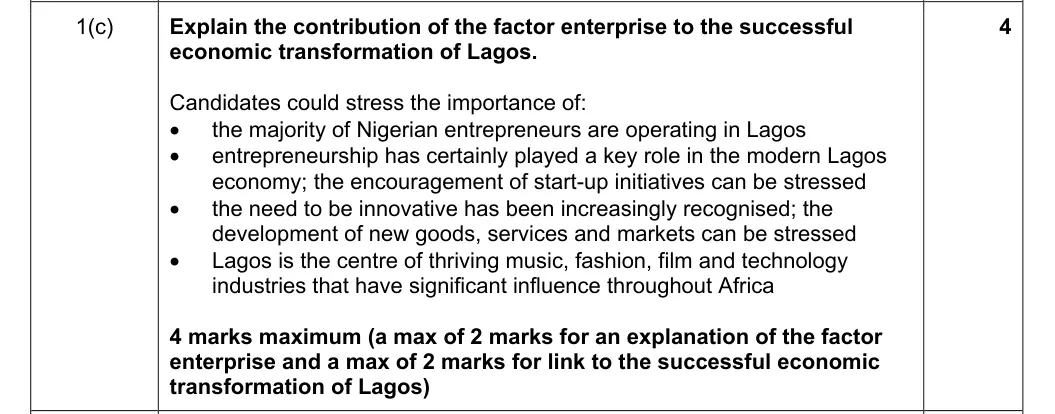 1(c)
Explain the contribution of the factor enterprise to the successful
4
economic transformation of Lagos.
Candidates could stress the importance of:
• the majority of Nigerian entrepreneurs are operating in Lagos
• entrepreneurship has certainly played a key role in the modern Lagos
economy; the encouragement of start-up initiatives can be stressed
• the need to be innovative has been increasingly recognised; the
development of new goods, services and markets can be stressed
• Lagos is the centre of thriving music, fashion, film and technology
industries that have significant influence throughout Africa
4 marks maximum (a max of 2 marks for an explanation of the factor
enterprise and a max of 2 marks for link to the successful economic
transformation of Lagos)